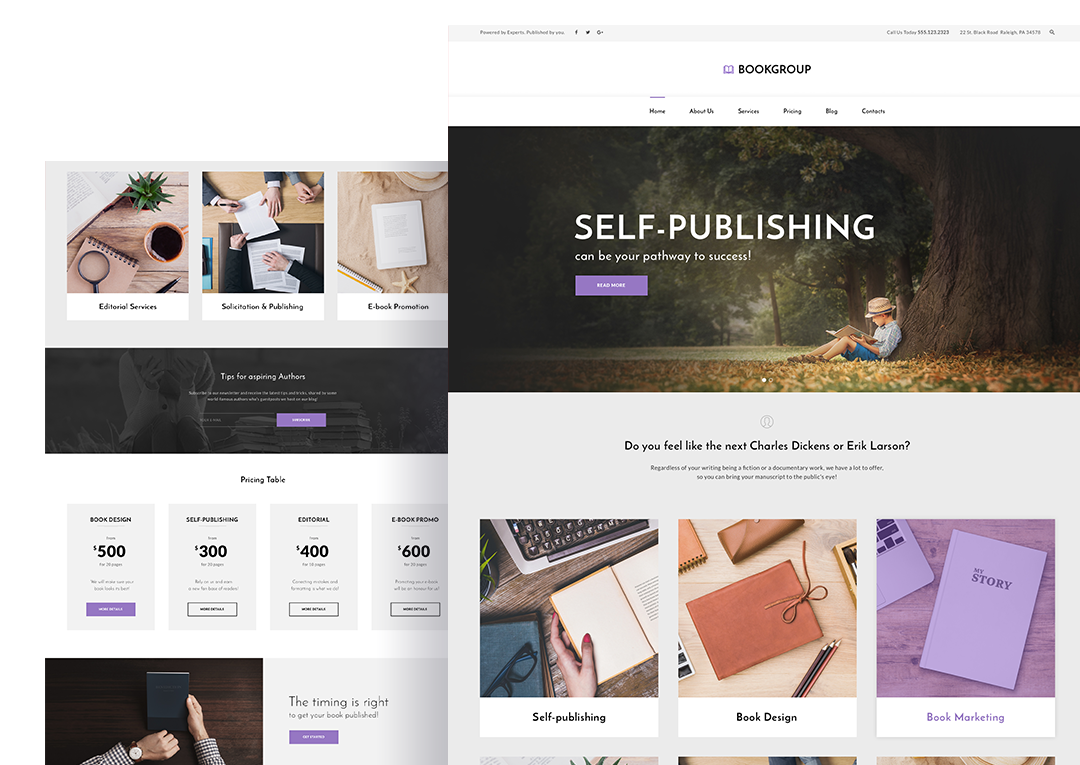 Powered by Experts. Published by you.
Call Us Today 555.123.2323
22 St. Black Road Raleigh, PA 34578
BOOKGROUP
Home About Us Services Pricing Blog Contacts
SELF-PUBLISHING
can be your pathway to success!
READ MORE
Do you feel like the next Charles Dickens or Erik Larson?
Regardless of your writing being a fiction or a documentary work, we have a lot to offer,
so you can bring your manuscript to the public's eye!
MY
STORY
Self-publishing
Book Design
Book Marketing
Editorial Services
Solicitation & Publishing
E-book Promotion
Tips for aspiring Authors
Subscribe to our newsletter and receive the latest tips and tricks, shared by some
world famous authors who's guestposts we host on our blog!
SUBSCRIBE
Pricing Table
BOOK DESIGN
from
$500
for 20 pages
We will make sure your
book looks its best!
MORE DETAILS
SELF-PUBLISHING
from
$300
for 20 pages
Rely on us and earn
a new fan base of readers!
MORE DETAILS
EDITORIAL
from
$400
for 10 pages
Correcting mistakes and
formatting is what we do!
MORE DETAILS
E-BOOK PROMO
from
$600
for 20 pages
Promoting your e-book
will be an honour for us!
MORE DETAILS
The timing is right
to get your book published!
GET STARTED